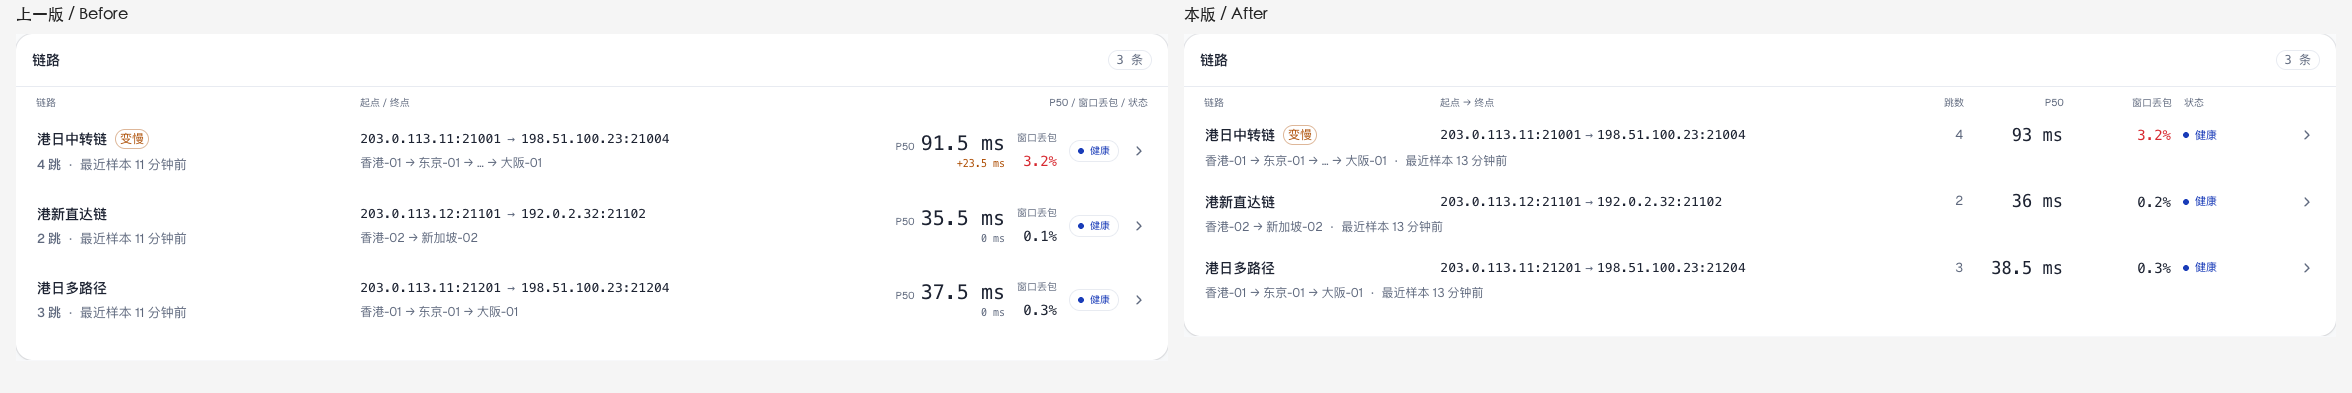 上一版 / Before
链路
3 条
链路 起点 / 终点 P50 / 窗口丢包 / 状态
港日中转链 变慢 203.0.113.11:21001 → 198.51.100.23:21004 P50 91.5 ms 窗口丢包 健康
4 跳 · 最近样本 11 分钟前 香港-01 → 东京-01 → … → 大阪-01 +23.5 ms 3.2%
港新直达链 203.0.113.12:21101 → 192.0.2.32:21102 P50 35.5 ms 窗口丢包 健康
2 跳 · 最近样本 11 分钟前 香港-02 → 新加坡-02 0 ms 0.1%
港日多路径 203.0.113.11:21201 → 198.51.100.23:21204 P50 37.5 ms 窗口丢包 健康
3 跳 · 最近样本 11 分钟前 香港-01 → 东京-01 → 大阪-01 0 ms 0.3%
本版 / After
链路
3 条
链路 起点 → 终点 跳数 P50 窗口丢包 状态
港日中转链 变慢 203.0.113.11:21001 → 198.51.100.23:21004 4 93 ms 3.2% 健康
香港-01 → 东京-01 → … → 大阪-01 · 最近样本 13 分钟前
港新直达链 203.0.113.12:21101 → 192.0.2.32:21102 2 36 ms 0.2% 健康
香港-02 → 新加坡-02 · 最近样本 13 分钟前
港日多路径 203.0.113.11:21201 → 198.51.100.23:21204 3 38.5 ms 0.3% 健康
香港-01 → 东京-01 → 大阪-01 · 最近样本 13 分钟前